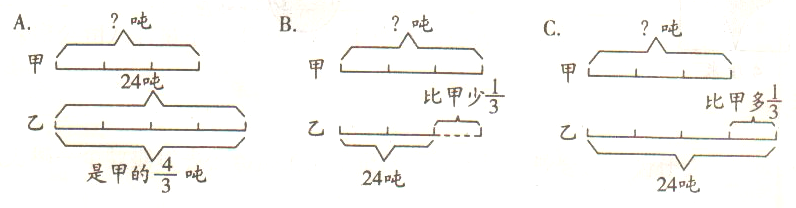 A.
? 吨
甲
24吨
乙
是甲的4/3 吨
B.
? 吨
甲
比甲少1/3
乙
24吨
C.
? 吨
甲
比甲多1/3
乙
24吨